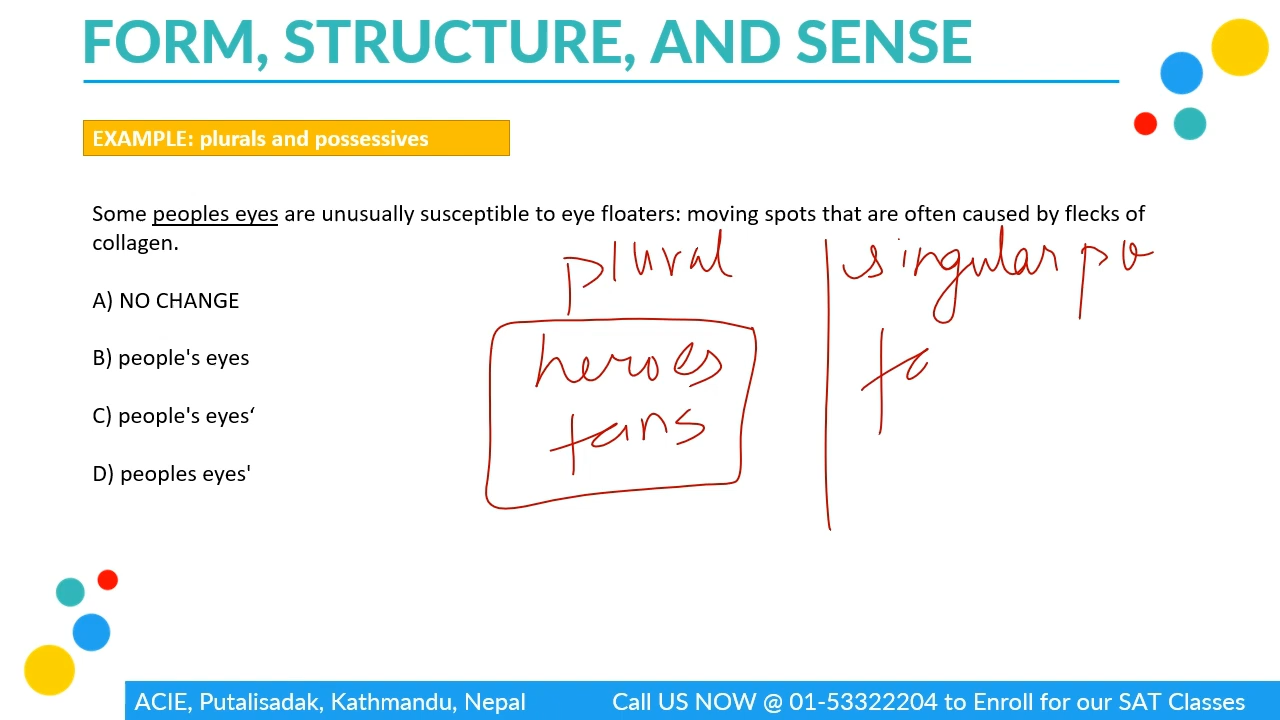 FORM, STRUCTURE, AND SENSE
EXAMPLE: plurals and possessives
Some peoples eyes are unusually susceptible to eye floaters: moving spots that are often caused by flecks of
collagen.
A) NO CHANGE
B) people's eyes
C) people's eyes‘
D) peoples eyes'
plural
heroes
fans
singular po
fa
ACIE, Putalisadak, Kathmandu, Nepal
Call US NOW @ 01-53322204 to Enroll for our SAT Classes